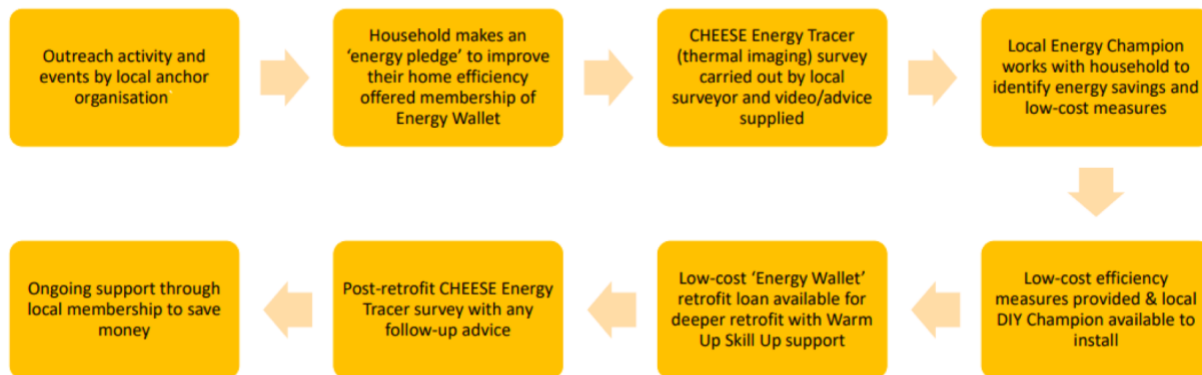 Outreach activity and
events by local anchor
organisation`
Household makes an
‘energy pledge’ to improve
their home efficiency
offered membership of
Energy Wallet
CHEESE Energy Tracer
(thermal imaging) survey
carried out by local
surveyor and video/advice
supplied
Local Energy Champion
works with household to
identify energy savings and
low-cost measures
Low-cost efficiency
measures provided & local
DIY Champion available to
install
Low-cost ‘Energy Wallet’
retrofit loan available for
deeper retrofit with Warm
Up Skill Up support
Post-retrofit CHEESE Energy
Tracer survey with any
follow-up advice
Ongoing support through
local membership to save
money